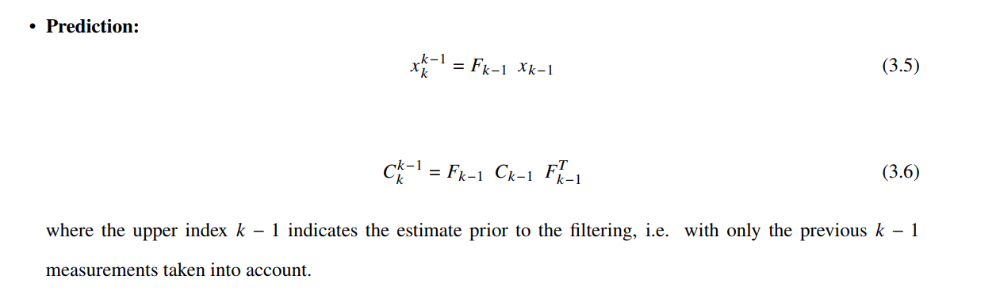 • Prediction:
x_k^{k−1} = F_{k−1} x_{k−1} (3.5)
C_k^{k−1} = F_{k−1} C_{k−1} F_{k−1}^T (3.6)
where the upper index k − 1 indicates the estimate prior to the filtering, i.e. with only the previous k − 1
measurements taken into account.